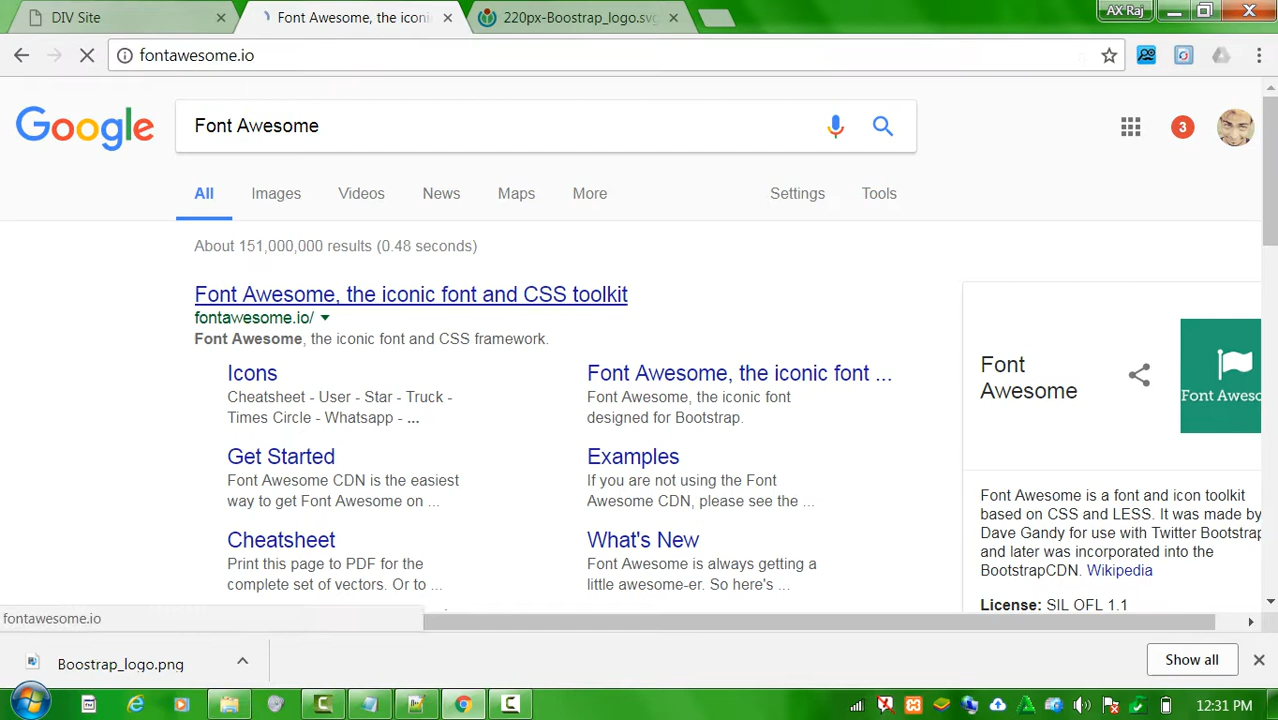 DIV Site
Font Awesome, the iconi
220px-Boostrap_logo.svg
AX Raj
fontawesome.io
Google
Font Awesome
3
All
Images
Videos
News
Maps
More
Settings
Tools
About 151,000,000 results (0.48 seconds)
Font Awesome, the iconic font and CSS toolkit
fontawesome.io/
Font Awesome, the iconic font and CSS framework.
Icons
Cheatsheet - User - Star - Truck -
Times Circle - Whatsapp - ...
Font Awesome, the iconic font ...
Font Awesome, the iconic font
designed for Bootstrap.
Get Started
Font Awesome CDN is the easiest
way to get Font Awesome on ...
Examples
If you are not using the Font
Awesome CDN, please see the ...
Cheatsheet
Print this page to PDF for the
complete set of vectors. Or to ...
What's New
Font Awesome is always getting a
little awesome-er. So here's ...
Font
Awesome
Font Aweso
Font Awesome is a font and icon toolkit
based on CSS and LESS. It was made by
Dave Gandy for use with Twitter Bootstrap
and later was incorporated into the
BootstrapCDN. Wikipedia
License: SIL OFL 1.1
fontawesome.io
Boostrap_logo.png
Show all
12:31 PM